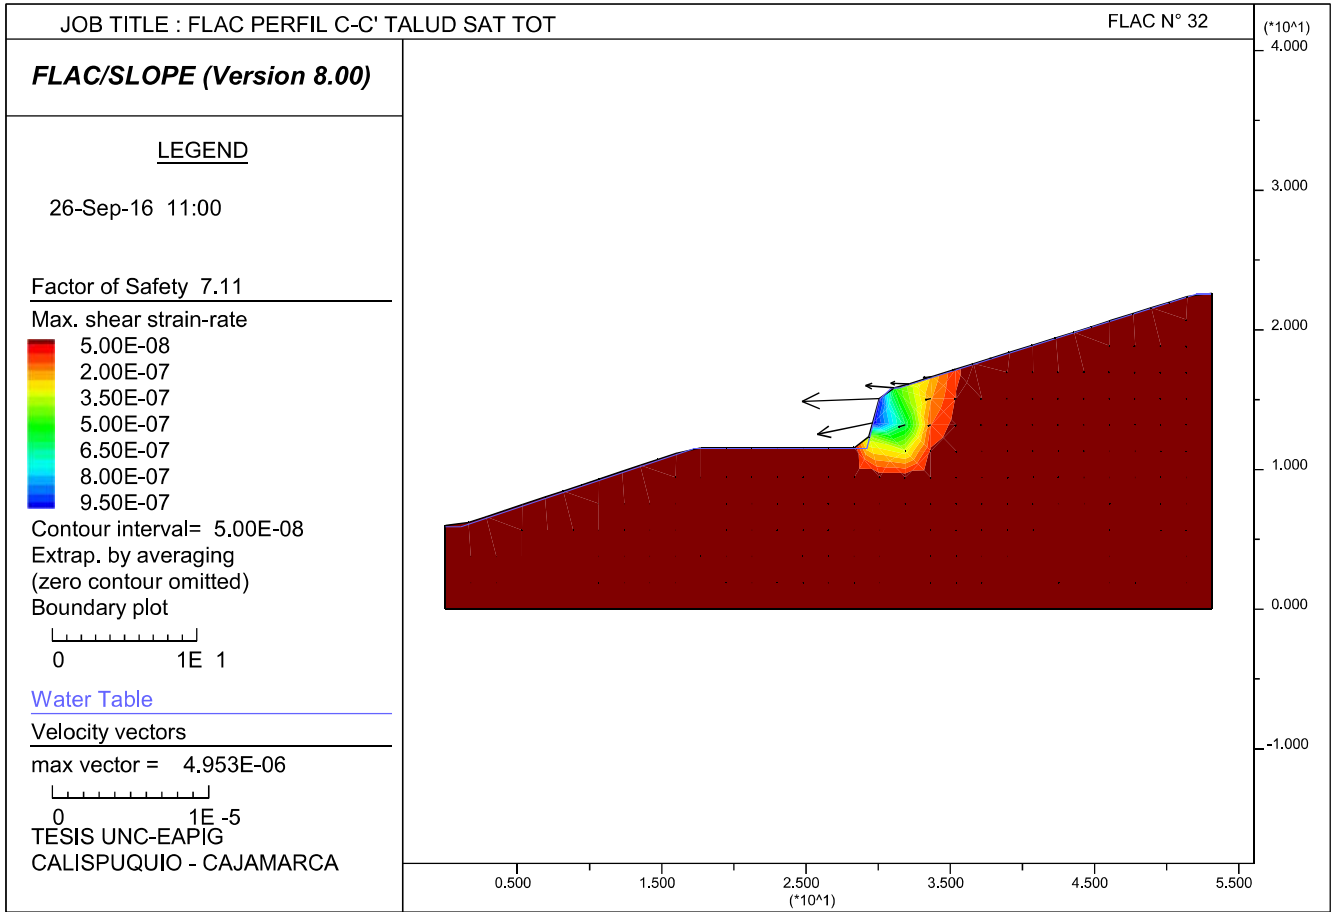 JOB TITLE : FLAC PERFIL C-C' TALUD SAT TOT
FLAC N° 32
FLAC/SLOPE (Version 8.00)
LEGEND
26-Sep-16 11:00
Factor of Safety 7.11
Max. shear strain-rate
5.00E-08
2.00E-07
3.50E-07
5.00E-07
6.50E-07
8.00E-07
9.50E-07
Contour interval= 5.00E-08
Extrap. by averaging
(zero contour omitted)
Boundary plot
0 1E 1
Water Table
Velocity vectors
max vector = 4.953E-06
0 1E -5
TESIS UNC-EAPIG
CALISPUQUIO - CAJAMARCA
(*10^1)
4.000
3.000
2.000
1.000
0.000
-1.000
0.500 1.500 2.500 3.500 4.500 5.500
(*10^1)